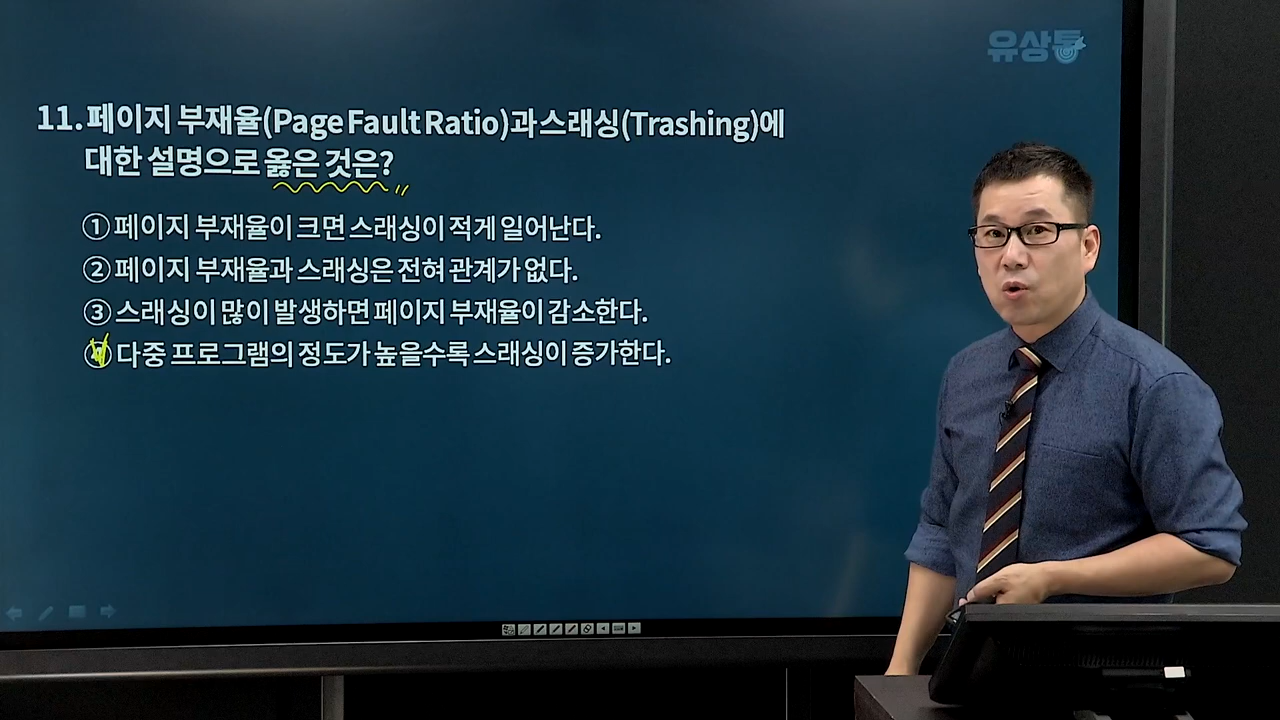 유상통
11. 페이지 부재율(Page Fault Ratio)과 스래싱(Trashing)에
대한 설명으로 옳은 것은?
① 페이지 부재율이 크면 스래싱이 적게 일어난다.
② 페이지 부재율과 스래싱은 전혀 관계가 없다.
③ 스래싱이 많이 발생하면 페이지 부재율이 감소한다.
④ 다중 프로그램의 정도가 높을수록 스래싱이 증가한다.